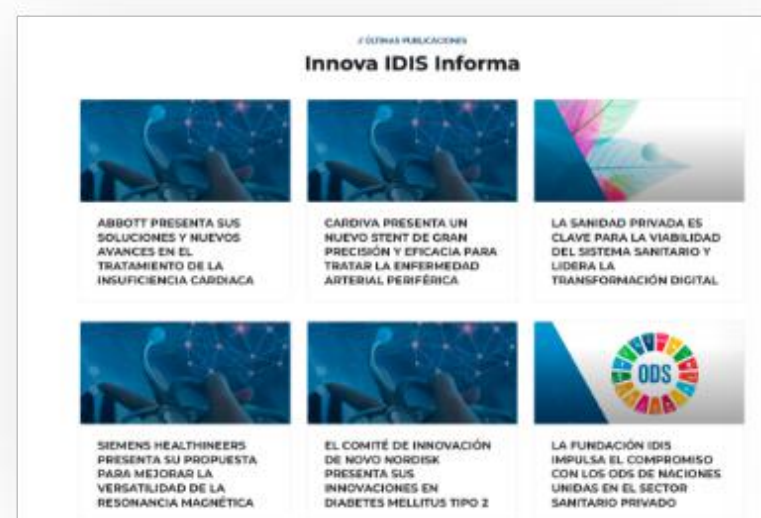 // ÚLTIMAS PUBLICACIONES
Innova IDIS Informa
ABBOTT PRESENTA SUS
SOLUCIONES Y NUEVOS
AVANCES EN EL
TRATAMIENTO DE LA
INSUFICIENCIA CARDIACA
CARDIVA PRESENTA UN
NUEVO STENT DE GRAN
PRECISIÓN Y EFICACIA PARA
TRATAR LA ENFERMEDAD
ARTERIAL PERIFÉRICA
LA SANIDAD PRIVADA ES
CLAVE PARA LA VIABILIDAD
DEL SISTEMA SANITARIO Y
LIDERA LA
TRANSFORMACIÓN DIGITAL
SIEMENS HEALTHINEERS
PRESENTA SU PROPUESTA
PARA MEJORAR LA
VERSATILIDAD DE LA
RESONANCIA MAGNÉTICA
EL COMITÉ DE INNOVACIÓN
DE NOVO NORDISK
PRESENTA SUS
INNOVACIONES EN
DIABETES MELLITUS TIPO 2
ODS
LA FUNDACIÓN IDIS
IMPULSA EL COMPROMISO
CON LOS ODS DE NACIONES
UNIDAS EN EL SECTOR
SANITARIO PRIVADO